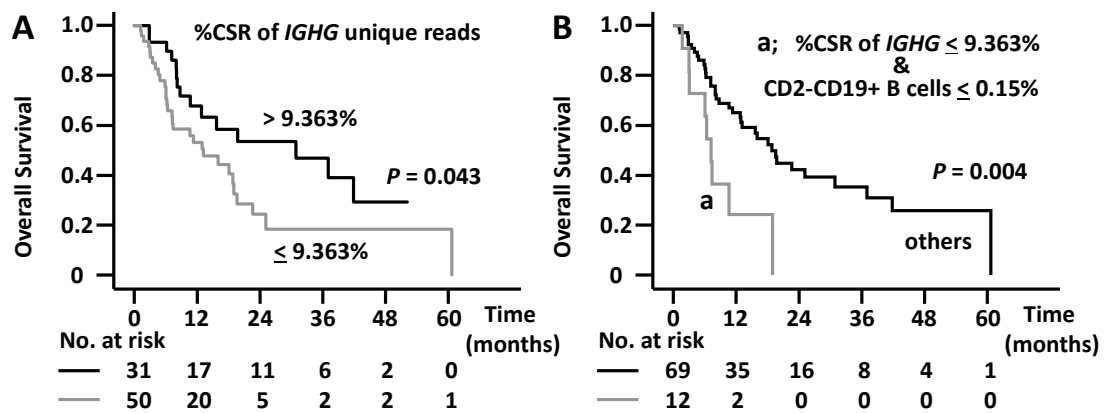 A
%CSR of IGHG unique reads
Overall Survival
1.0
0.8
0.6
0.4
0.2
0
> 9.363%
P = 0.043
≤ 9.363%
0 12 24 36 48 60 Time
(months)
No. at risk
31 17 11 6 2 0
50 20 5 2 2 1
B
a; %CSR of IGHG ≤ 9.363%
&
CD2-CD19+ B cells ≤ 0.15%
Overall Survival
1.0
0.8
0.6
0.4
0.2
0
P = 0.004
a
others
0 12 24 36 48 60 Time
(months)
No. at risk
69 35 16 8 4 1
12 2 0 0 0 0